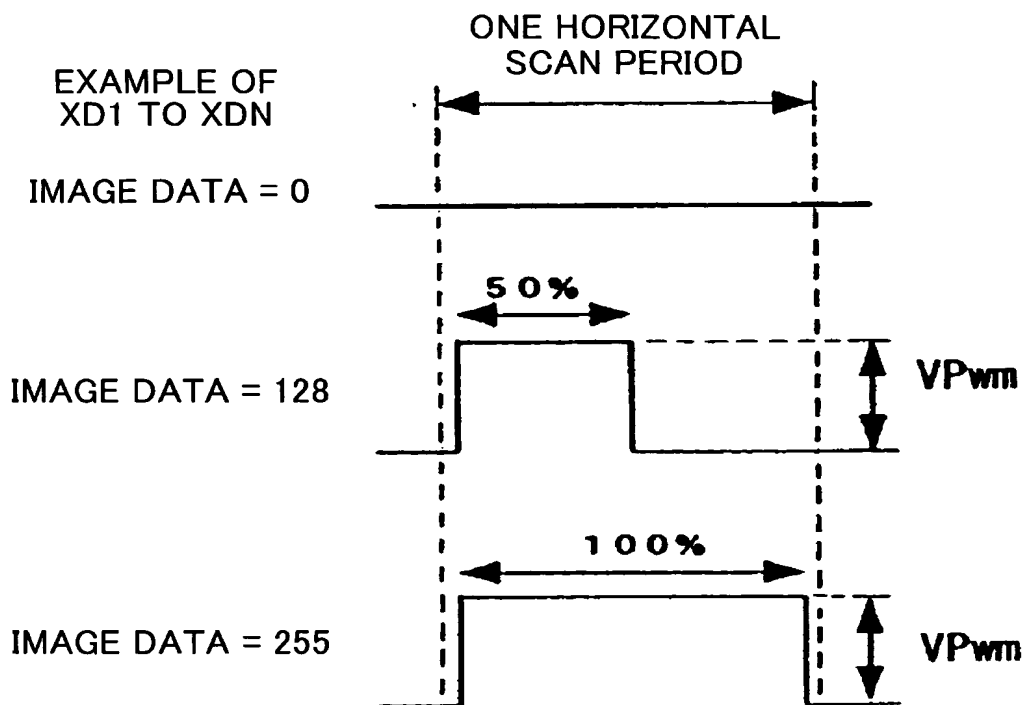 ONE HORIZONTAL
SCAN PERIOD
EXAMPLE OF
XD1 TO XDN
IMAGE DATA = 0
50%
IMAGE DATA = 128
VPwm
100%
IMAGE DATA = 255
VPwm